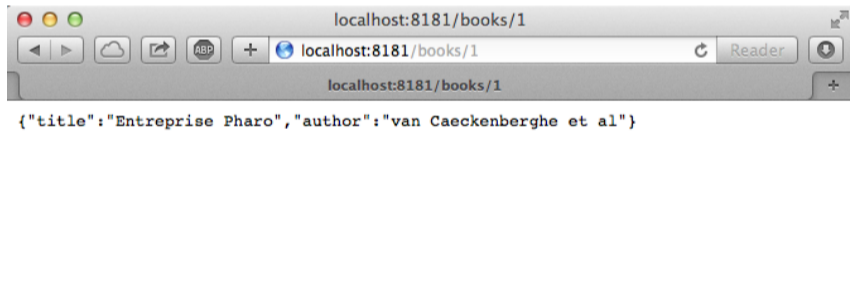 localhost:8181/books/1
ABP + localhost:8181/books/1 Reader
localhost:8181/books/1 +
{"title":"Entreprise Pharo","author":"van Caeckenberghe et al"}